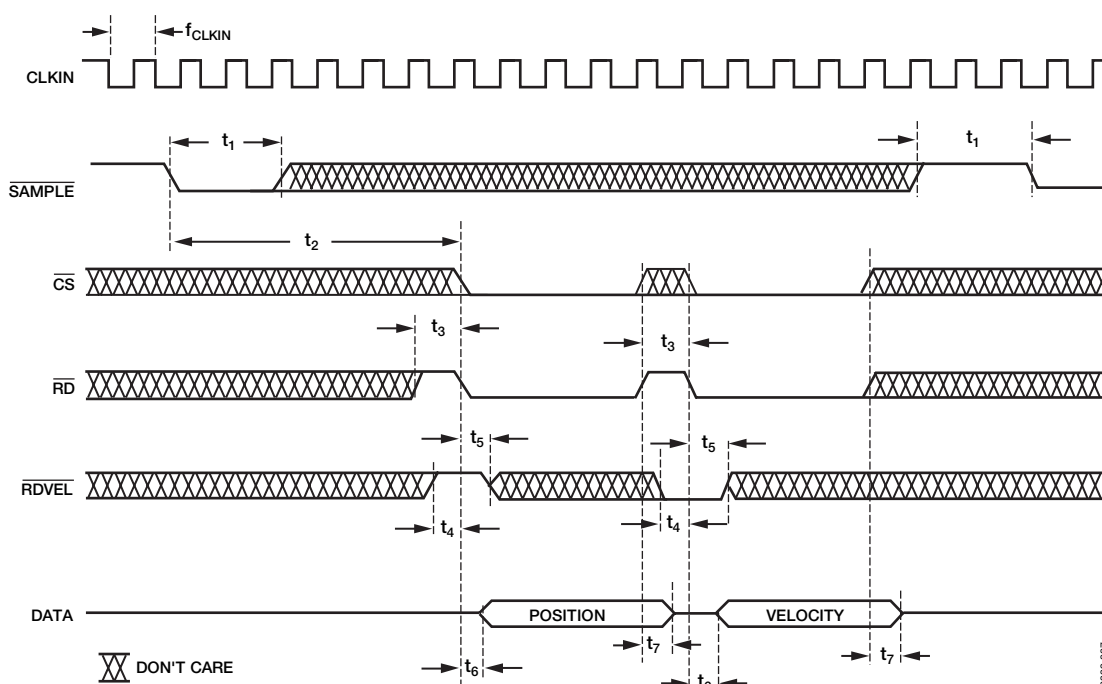 fCLKIN
CLKIN
t1
t1
SAMPLE
t2
CS
t3
t3
RD
t5
t5
RDVEL
t4
t4
DATA
POSITION
VELOCITY
t6
t7
t7
DON'T CARE